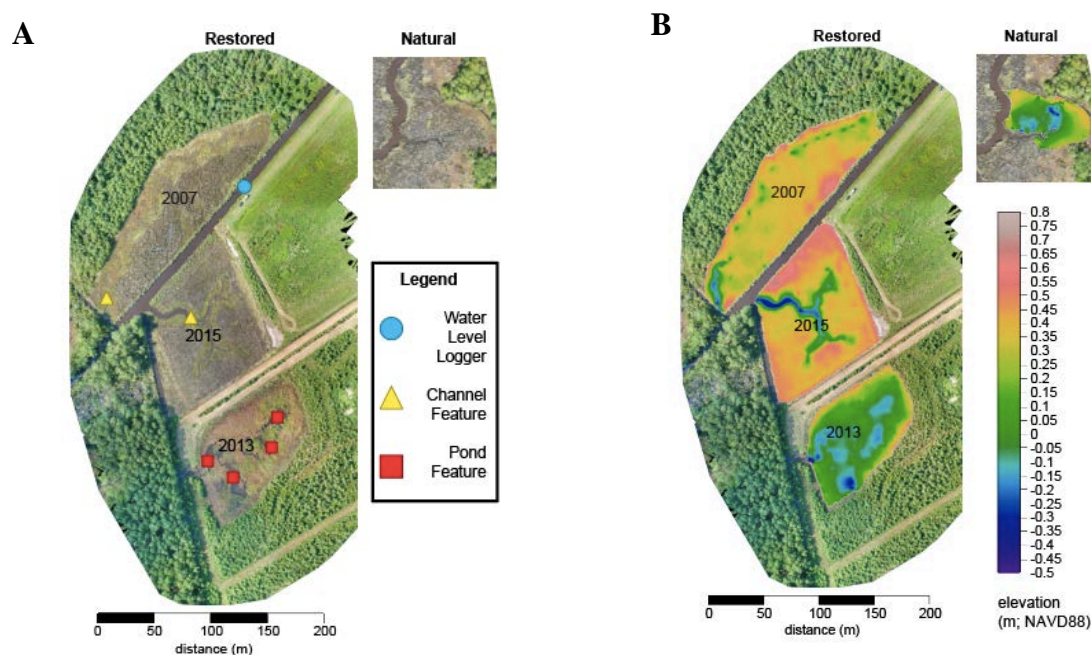 A
Restored
Natural
2007
2015
2013
Legend
Water
Level
Logger
Channel
Feature
Pond
Feature
0 50 100 150 200
distance (m)
B
Restored
Natural
2007
2015
2013
0.8
0.75
0.65
0.6
0.55
0.5
0.45
0.4
0.35
0.3
0.25
0.2
0.15
0.1
0.05
0
-0.05
-0.1
-0.15
-0.2
-0.25
-0.3
-0.35
-0.4
-0.45
-0.5
elevation
(m; NAVD88)
0 50 100 150 200
distance (m)